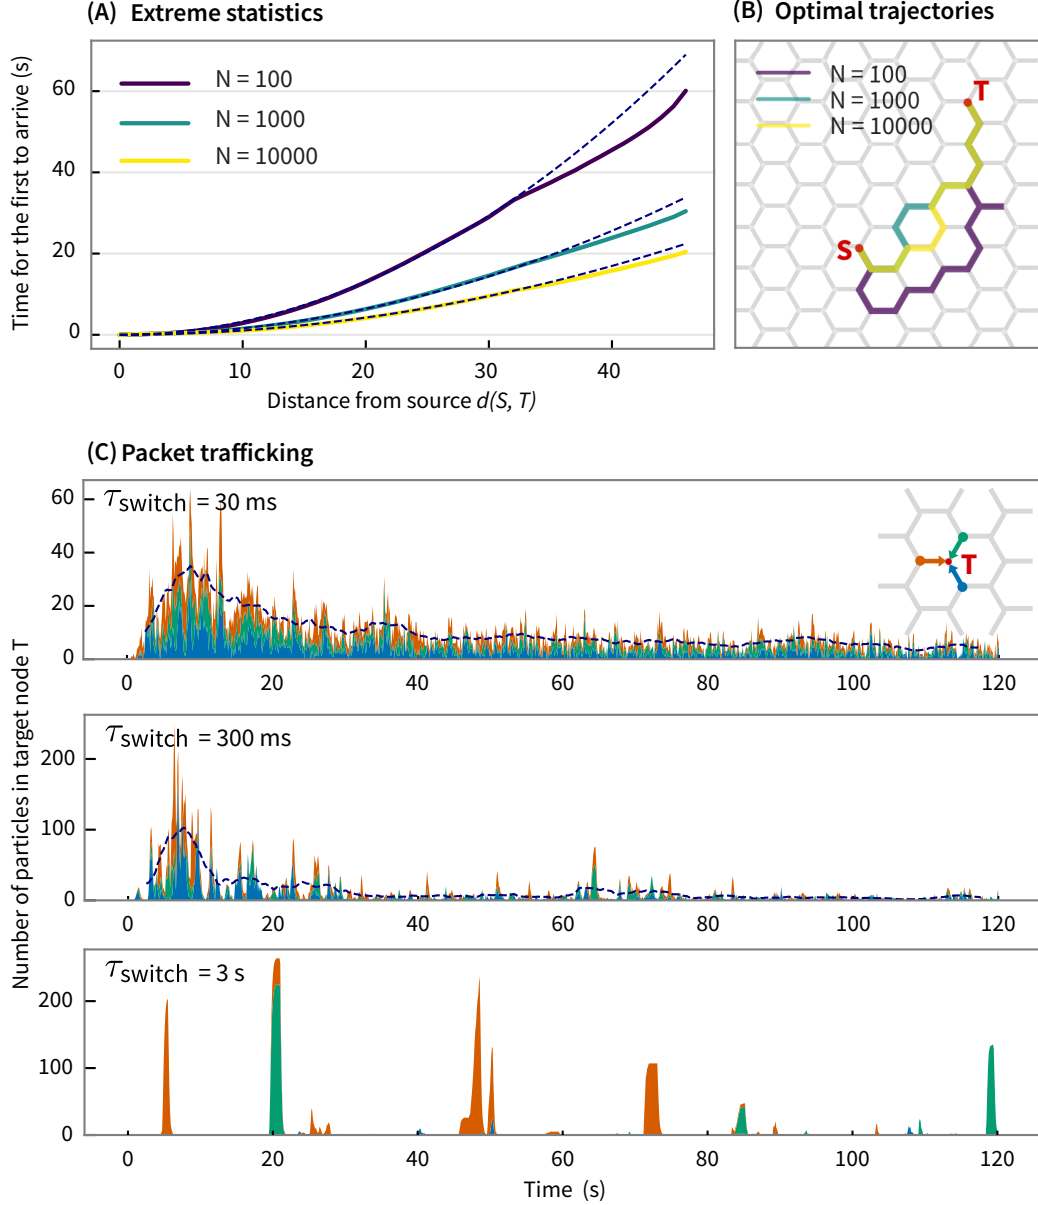 (A) Extreme statistics
Time for the first to arrive (s)
60
40
20
0
N = 100
N = 1000
N = 10000
0 10 20 30 40
Distance from source d(S, T)
(B) Optimal trajectories
N = 100
N = 1000
N = 10000
T
S
(C) Packet trafficking
Number of particles in target node T
τswitch = 30 ms
60
40
20
0
T
0 20 40 60 80 100 120
τswitch = 300 ms
200
100
0
0 20 40 60 80 100 120
τswitch = 3 s
200
100
0
0 20 40 60 80 100 120
Time (s)